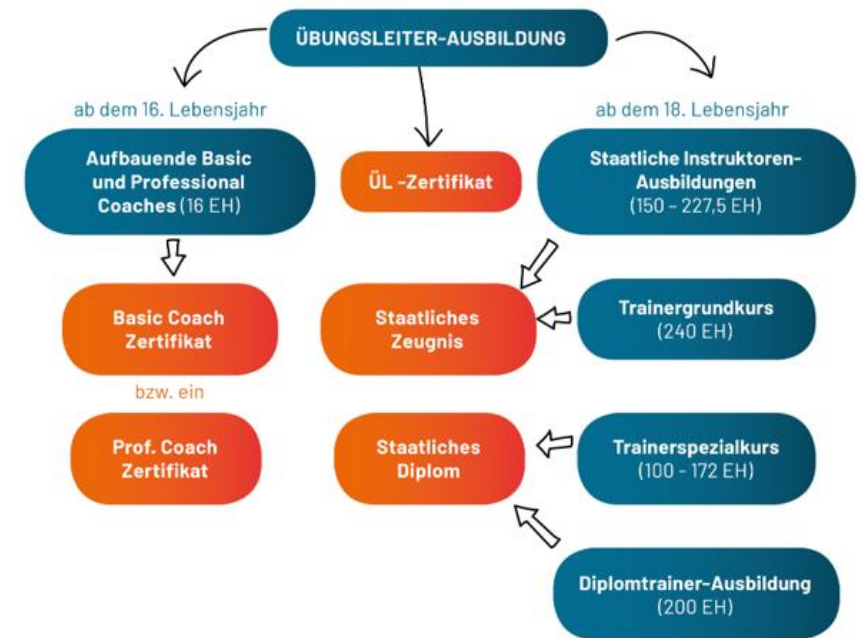 ÜBUNGSLEITER-AUSBILDUNG
ab dem 16. Lebensjahr
ab dem 18. Lebensjahr
Aufbauende Basic
und Professional
Coaches (16 EH)
ÜL -Zertifikat
Staatliche Instruktoren-
Ausbildungen
(150 – 227,5 EH)
Basic Coach
Zertifikat
Staatliches
Zeugnis
Trainergrundkurs
(240 EH)
bzw. ein
Prof. Coach
Zertifikat
Staatliches
Diplom
Trainerspezialkurs
(100 - 172 EH)
Diplomtrainer-Ausbildung
(200 EH)